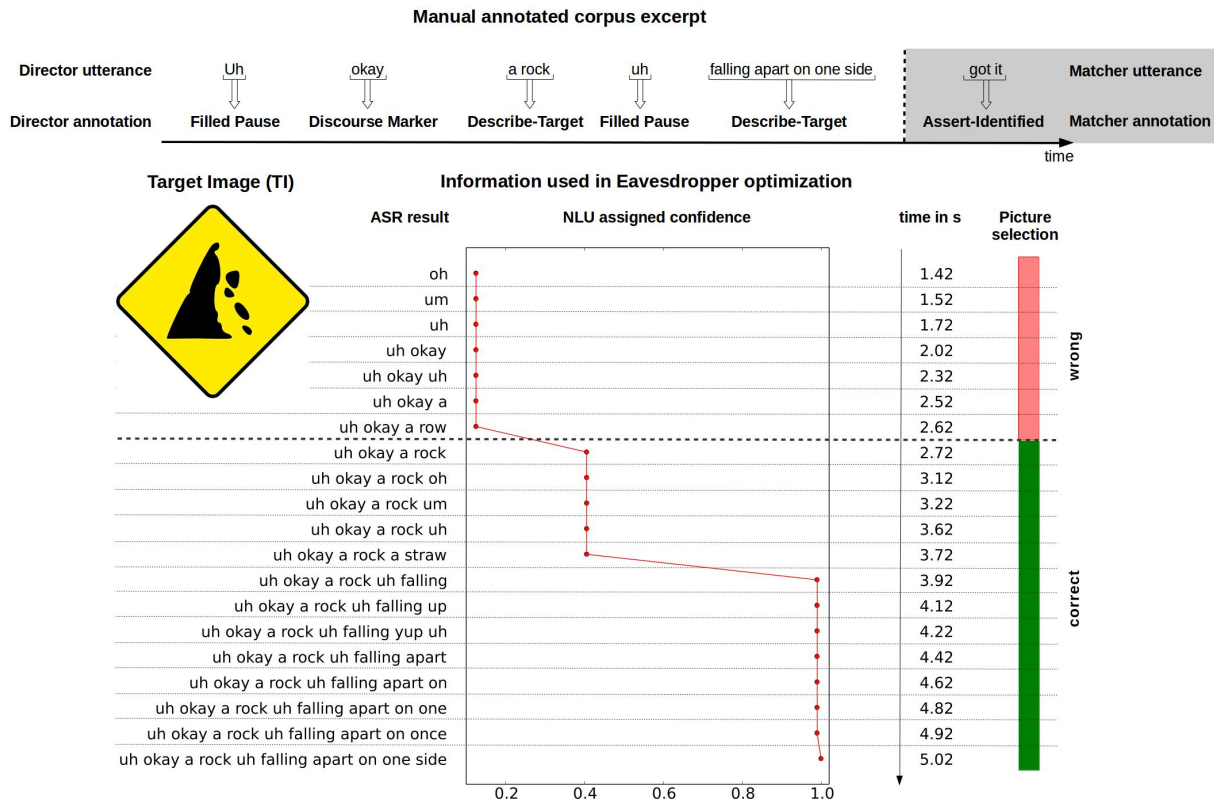 Manual annotated corpus excerpt
Director utterance Uh okay a rock uh falling apart on one side got it Matcher utterance
Director annotation Filled Pause Discourse Marker Describe-Target Filled Pause Describe-Target Assert-Identified Matcher annotation
time
Target Image (TI) Information used in Eavesdropper optimization
ASR result NLU assigned confidence time in s Picture
selection
oh 1.42
um 1.52
uh 1.72
uh okay 2.02
uh okay uh 2.32
uh okay a 2.52
uh okay a row 2.62
wrong
uh okay a rock 2.72
uh okay a rock oh 3.12
uh okay a rock um 3.22
uh okay a rock uh 3.62
uh okay a rock a straw 3.72
uh okay a rock uh falling 3.92
uh okay a rock uh falling up 4.12
uh okay a rock uh falling yup uh 4.22
uh okay a rock uh falling apart 4.42
uh okay a rock uh falling apart on 4.62
uh okay a rock uh falling apart on one 4.82
uh okay a rock uh falling apart on once 4.92
uh okay a rock uh falling apart on one side 5.02
correct
0.2 0.4 0.6 0.8 1.0